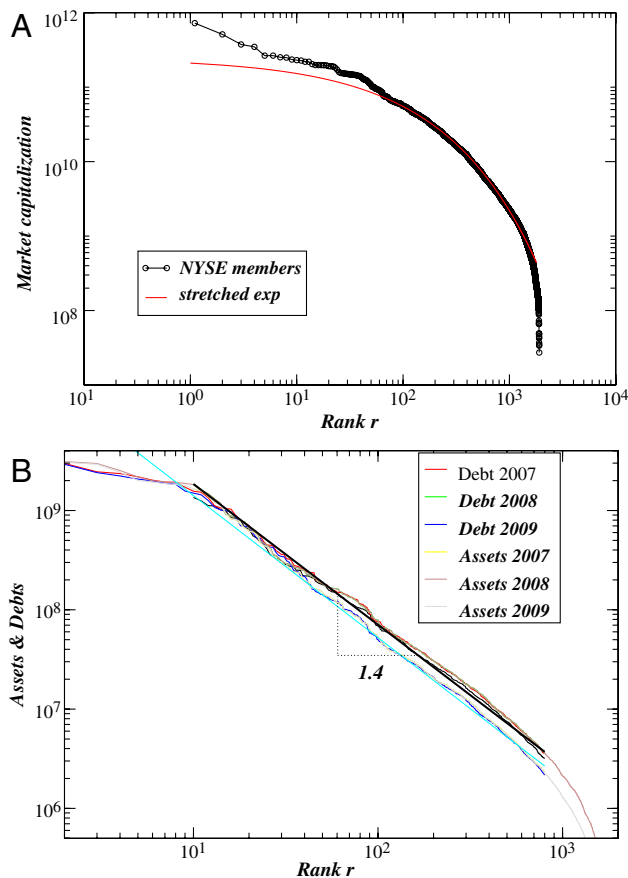 A
10^12
10^10
10^8
Market capitalization
NYSE members
stretched exp
10^1
10^0
10^1
10^2
10^3
10^4
Rank r
B
Debt 2007
Debt 2008
Debt 2009
Assets 2007
Assets 2008
Assets 2009
10^9
10^8
10^7
10^6
Assets & Debts
1.4
10^1
10^2
10^3
Rank r